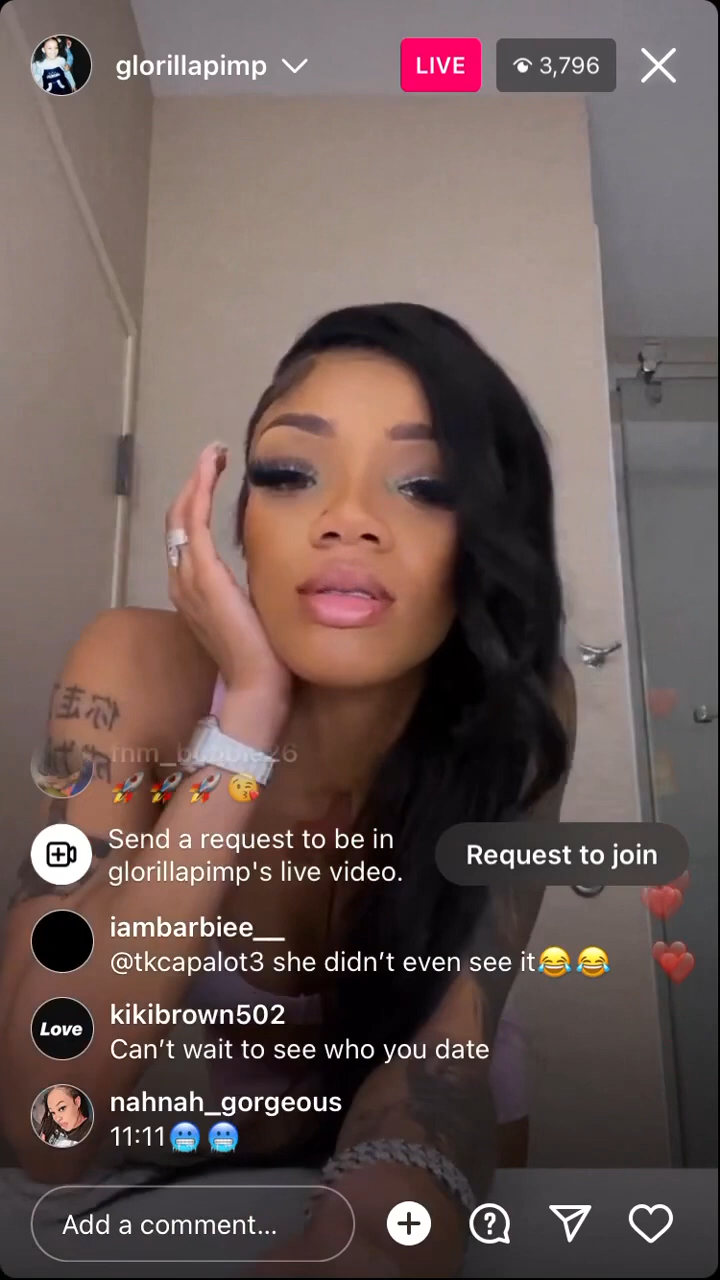 glorillapimp
LIVE
3,796
🚀 🚀 🚀 😘
Send a request to be in
glorillapimp's live video.
Request to join
iambarbiee__
@tkcapalot3 she didn’t even see it😂 😂
Love
kikibrown502
Can’t wait to see who you date
nahnah_gorgeous
11:11🥶 🥶
Add a comment...